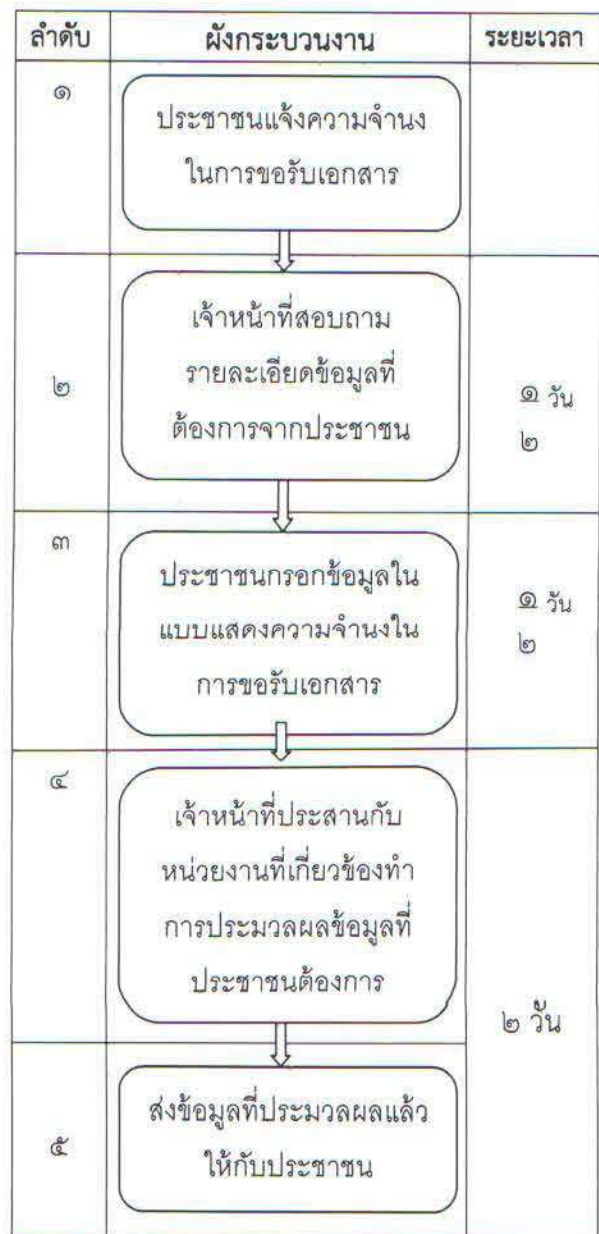 ลำดับ ผังกระบวนงาน ระยะเวลา
๑
ประชาชนแจ้งความจำนง
ในการขอรับเอกสาร
๒
เจ้าหน้าที่สอบถาม
รายละเอียดข้อมูลที่
ต้องการจากประชาชน
๑ วัน
๒
๓
ประชาชนกรอกข้อมูลใน
แบบแสดงความจำนงใน
การขอรับเอกสาร
๑ วัน
๒
๔
เจ้าหน้าที่ประสานกับ
หน่วยงานที่เกี่ยวข้องทำ
การประมวลผลข้อมูลที่
ประชาชนต้องการ
๒ วัน
๕
ส่งข้อมูลที่ประมวลผลแล้ว
ให้กับประชาชน